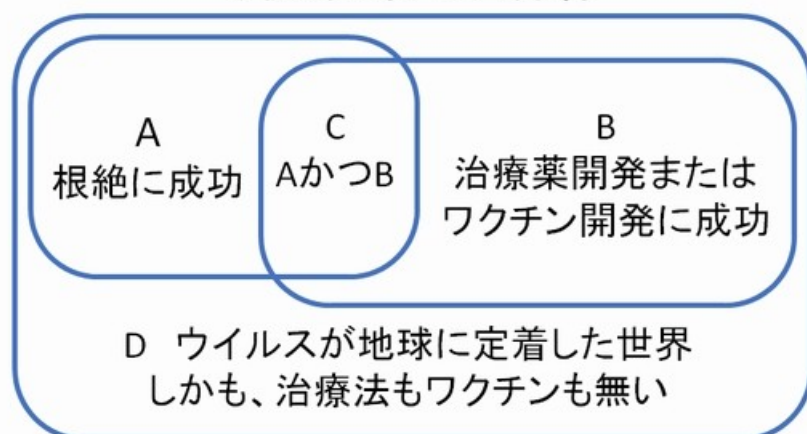 A
根絶に成功
C
AかつB
B
治療薬開発または
ワクチン開発に成功
D ウイルスが地球に定着した世界
しかも、治療法もワクチンも無い